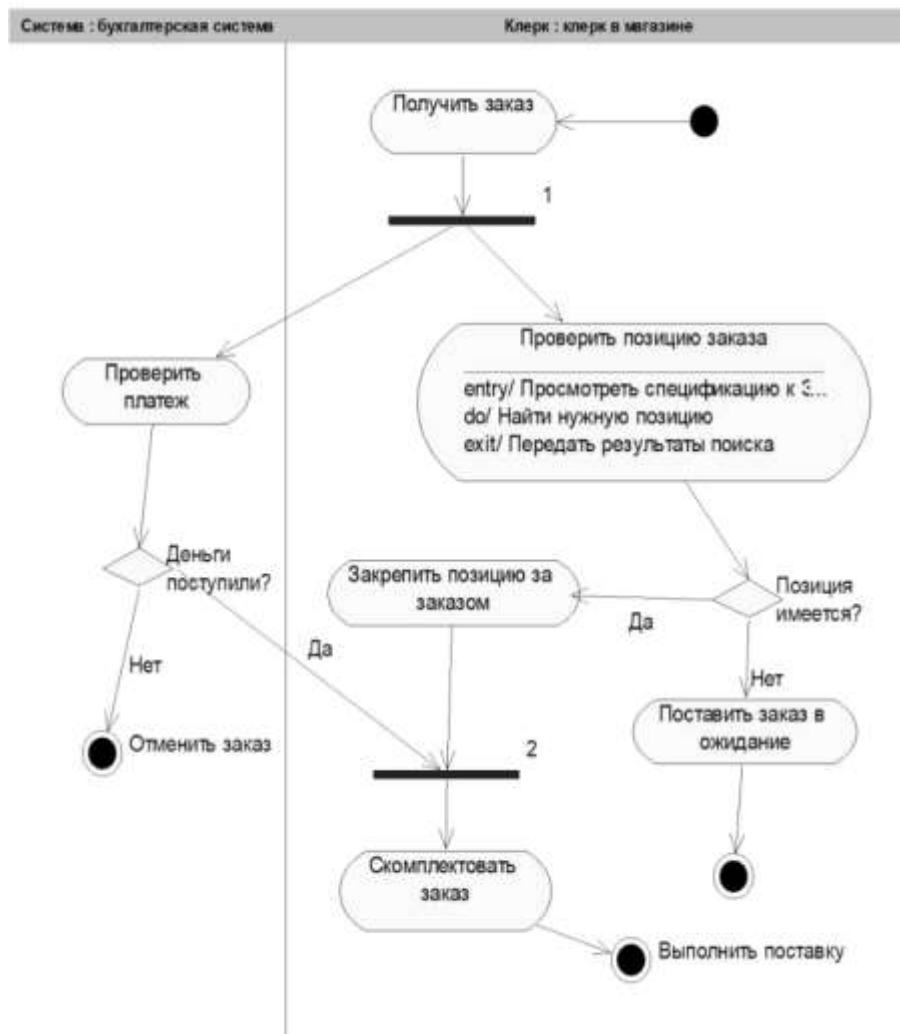 Система : бухгалтерская система
Клерк : клерк в магазине
Получить заказ
1
Проверить позицию заказа
entry/ Просмотреть спецификацию к З...
do/ Найти нужную позицию
exit/ Передать результаты поиска
Проверить
платеж
Деньги
поступили?
Закрепить позицию за
заказом
Позиция
имеется?
Да
Да
Нет
Нет
Поставить заказ в
ожидание
Отменить заказ
2
Скомплектовать
заказ
Выполнить поставку